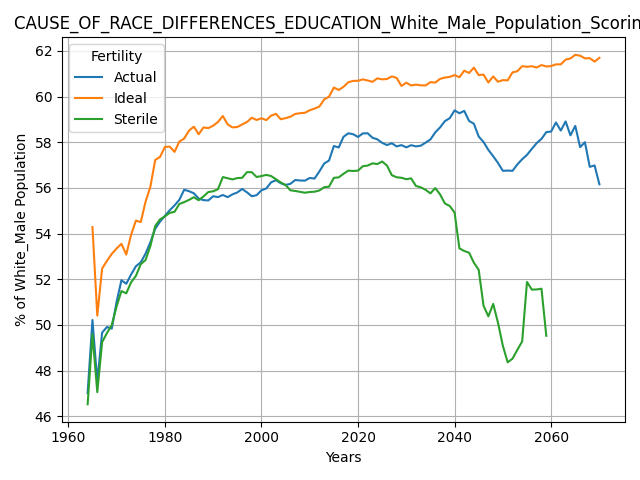 CAUSE_OF_RACE_DIFFERENCES_EDUCATION_White_Male_Population_Scorin
Fertility
Actual
Ideal
Sterile
% of White_Male Population
62
60
58
56
54
52
50
48
46
1960
1980
2000
2020
2040
2060
Years